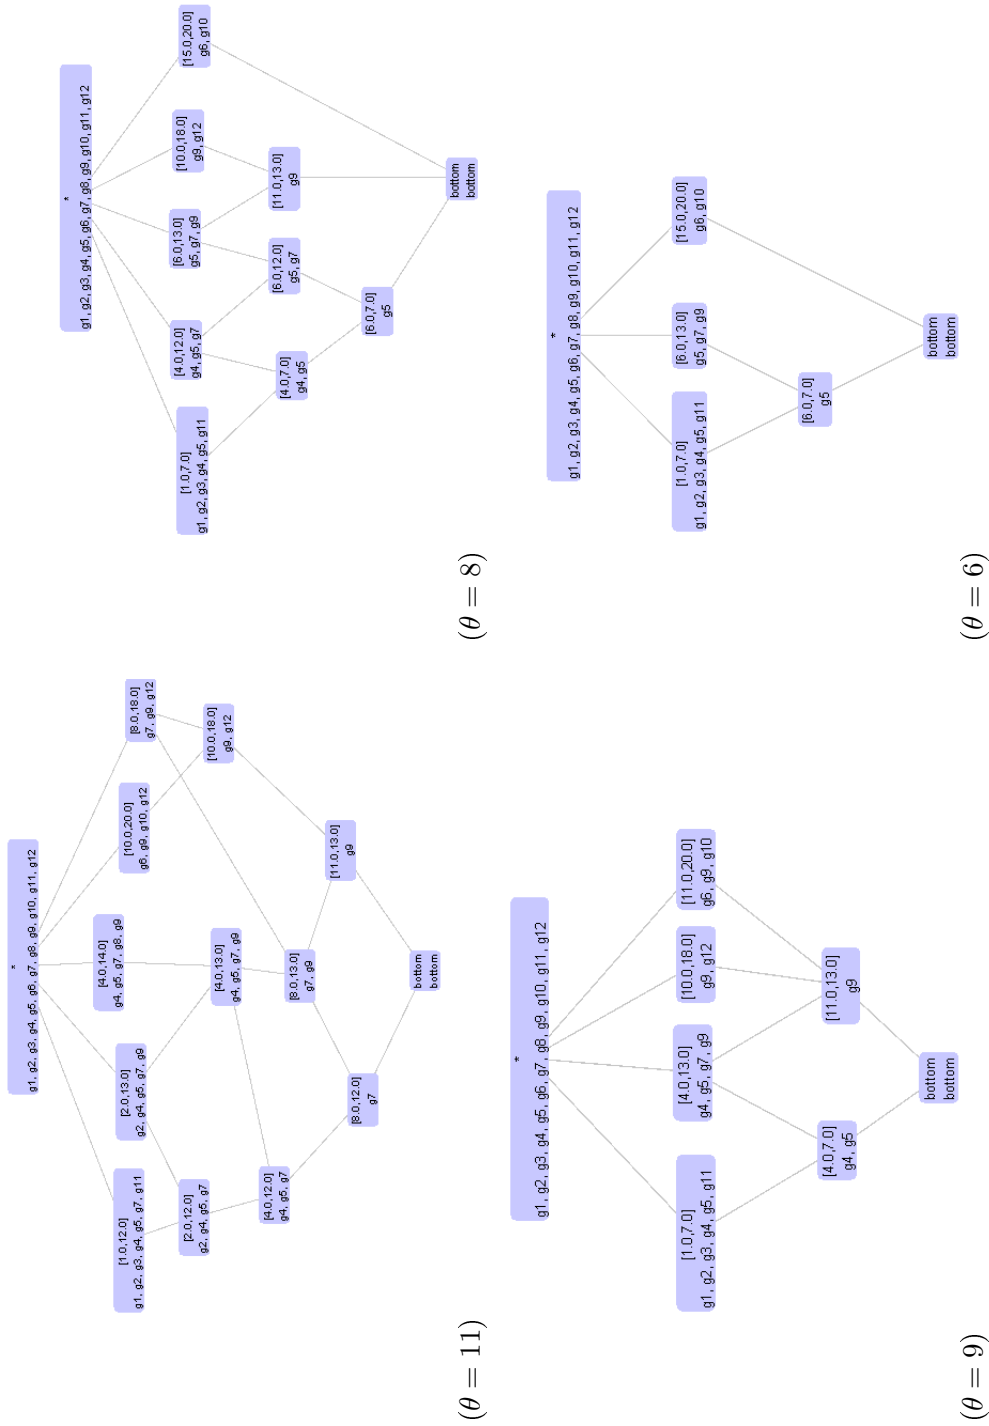 *
g1, g2, g3, g4, g5, g6, g7, g8, g9, g10, g11, g12
[1.0,12.0]
g1, g2, g3, g4, g5, g7, g11
[2.0,13.0]
g2, g4, g5, g7, g9
[4.0,14.0]
g4, g5, g7, g8, g9
[10.0,20.0]
g6, g9, g10, g12
[8.0,18.0]
g7, g9, g12
[2.0,12.0]
g2, g4, g5, g7
[4.0,13.0]
g4, g5, g7, g9
[10.0,18.0]
g9, g12
[4.0,12.0]
g4, g5, g7
[8.0,13.0]
g7, g9
[11.0,13.0]
g9
[8.0,12.0]
g7
bottom
bottom
(θ = 11)
*
g1, g2, g3, g4, g5, g6, g7, g8, g9, g10, g11, g12
[1.0,7.0]
g1, g2, g3, g4, g5, g11
[4.0,12.0]
g4, g5, g7
[6.0,13.0]
g5, g7, g9
[10.0,18.0]
g9, g12
[15.0,20.0]
g6, g10
[4.0,7.0]
g4, g5
[6.0,12.0]
g5, g7
[11.0,13.0]
g9
[6.0,7.0]
g5
bottom
bottom
(θ = 8)
*
g1, g2, g3, g4, g5, g6, g7, g8, g9, g10, g11, g12
[1.0,7.0]
g1, g2, g3, g4, g5, g11
[4.0,13.0]
g4, g5, g7, g9
[10.0,18.0]
g9, g12
[11.0,20.0]
g6, g9, g10
[4.0,7.0]
g4, g5
[11.0,13.0]
g9
bottom
bottom
(θ = 9)
*
g1, g2, g3, g4, g5, g6, g7, g8, g9, g10, g11, g12
[1.0,7.0]
g1, g2, g3, g4, g5, g11
[6.0,13.0]
g5, g7, g9
[15.0,20.0]
g6, g10
[6.0,7.0]
g5
bottom
bottom
(θ = 6)